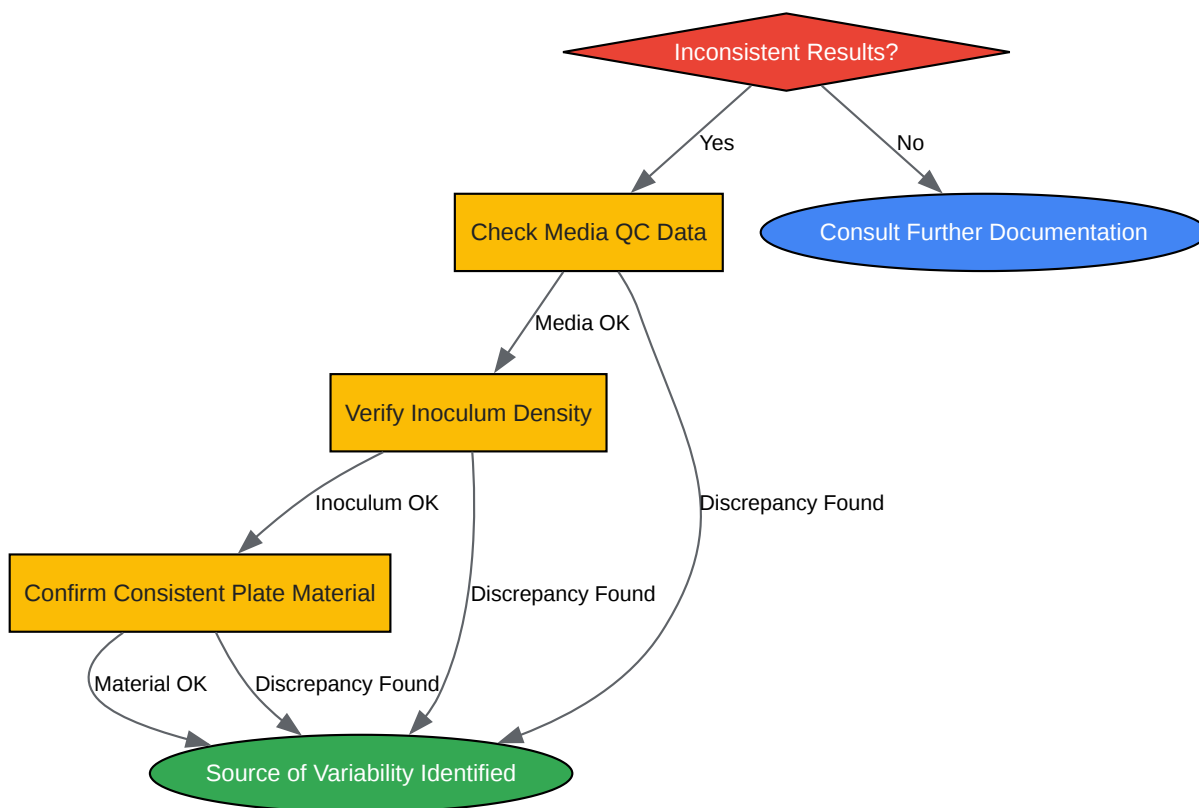 Inconsistent Results?
Yes
No
Check Media QC Data
Consult Further Documentation
Media OK
Verify Inoculum Density
Inoculum OK
Discrepancy Found
Confirm Consistent Plate Material
Discrepancy Found
Material OK
Discrepancy Found
Source of Variability Identified